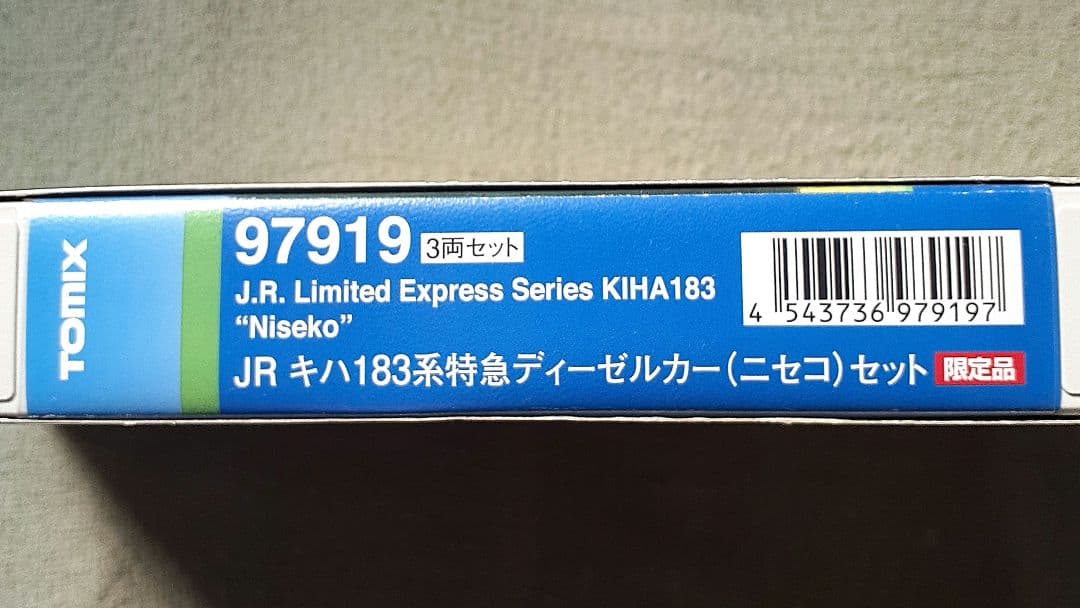 TOMIX
97919 3両セット
J.R. Limited Express Series KIHA183
“Niseko”
JR キハ183系特急ディーゼルカー(ニセコ)セット 限定品
4 543736 979197